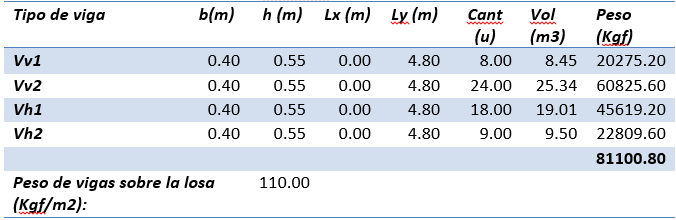 Tipo de viga b(m) h (m) Lx (m) Ly (m) Cant (u) Vol (m3) Peso (Kgf)
Vv1 0.40 0.55 0.00 4.80 8.00 8.45 20275.20
Vv2 0.40 0.55 0.00 4.80 24.00 25.34 60825.60
Vh1 0.40 0.55 0.00 4.80 18.00 19.01 45619.20
Vh2 0.40 0.55 0.00 4.80 9.00 9.50 22809.60
81100.80
Peso de vigas sobre la losa (Kgf/m2): 110.00